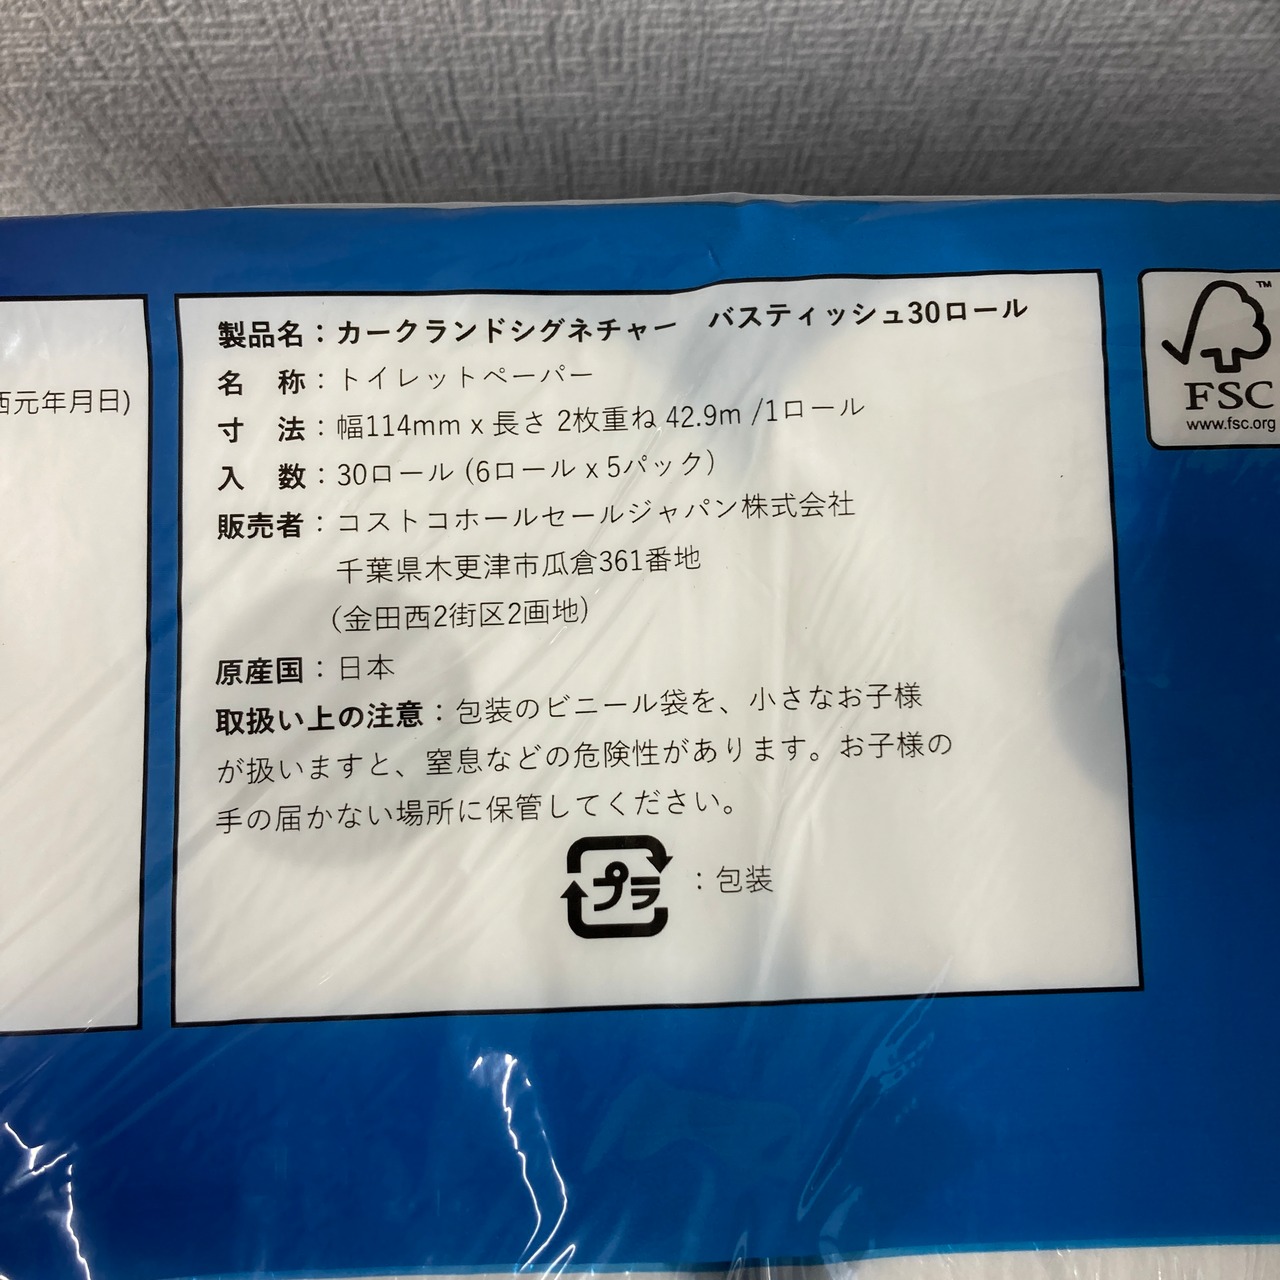 製品名：カークランドシグネチャー　バスティッシュ30ロール
名　称：トイレットペーパー
寸　法：幅114mm x 長さ 2枚重ね 42.9m /1ロール
入　数：30ロール (6ロール x 5パック)
販売者：コストコホールセールジャパン株式会社
千葉県木更津市瓜倉361番地
(金田西2街区2画地)
原産国：日本
取扱い上の注意：包装のビニール袋を、小さなお子様
が扱いますと、窒息などの危険性があります。お子様の
手の届かない場所に保管してください。
プラ：包装
西元年月日)
FSC
www.fsc.org
TM